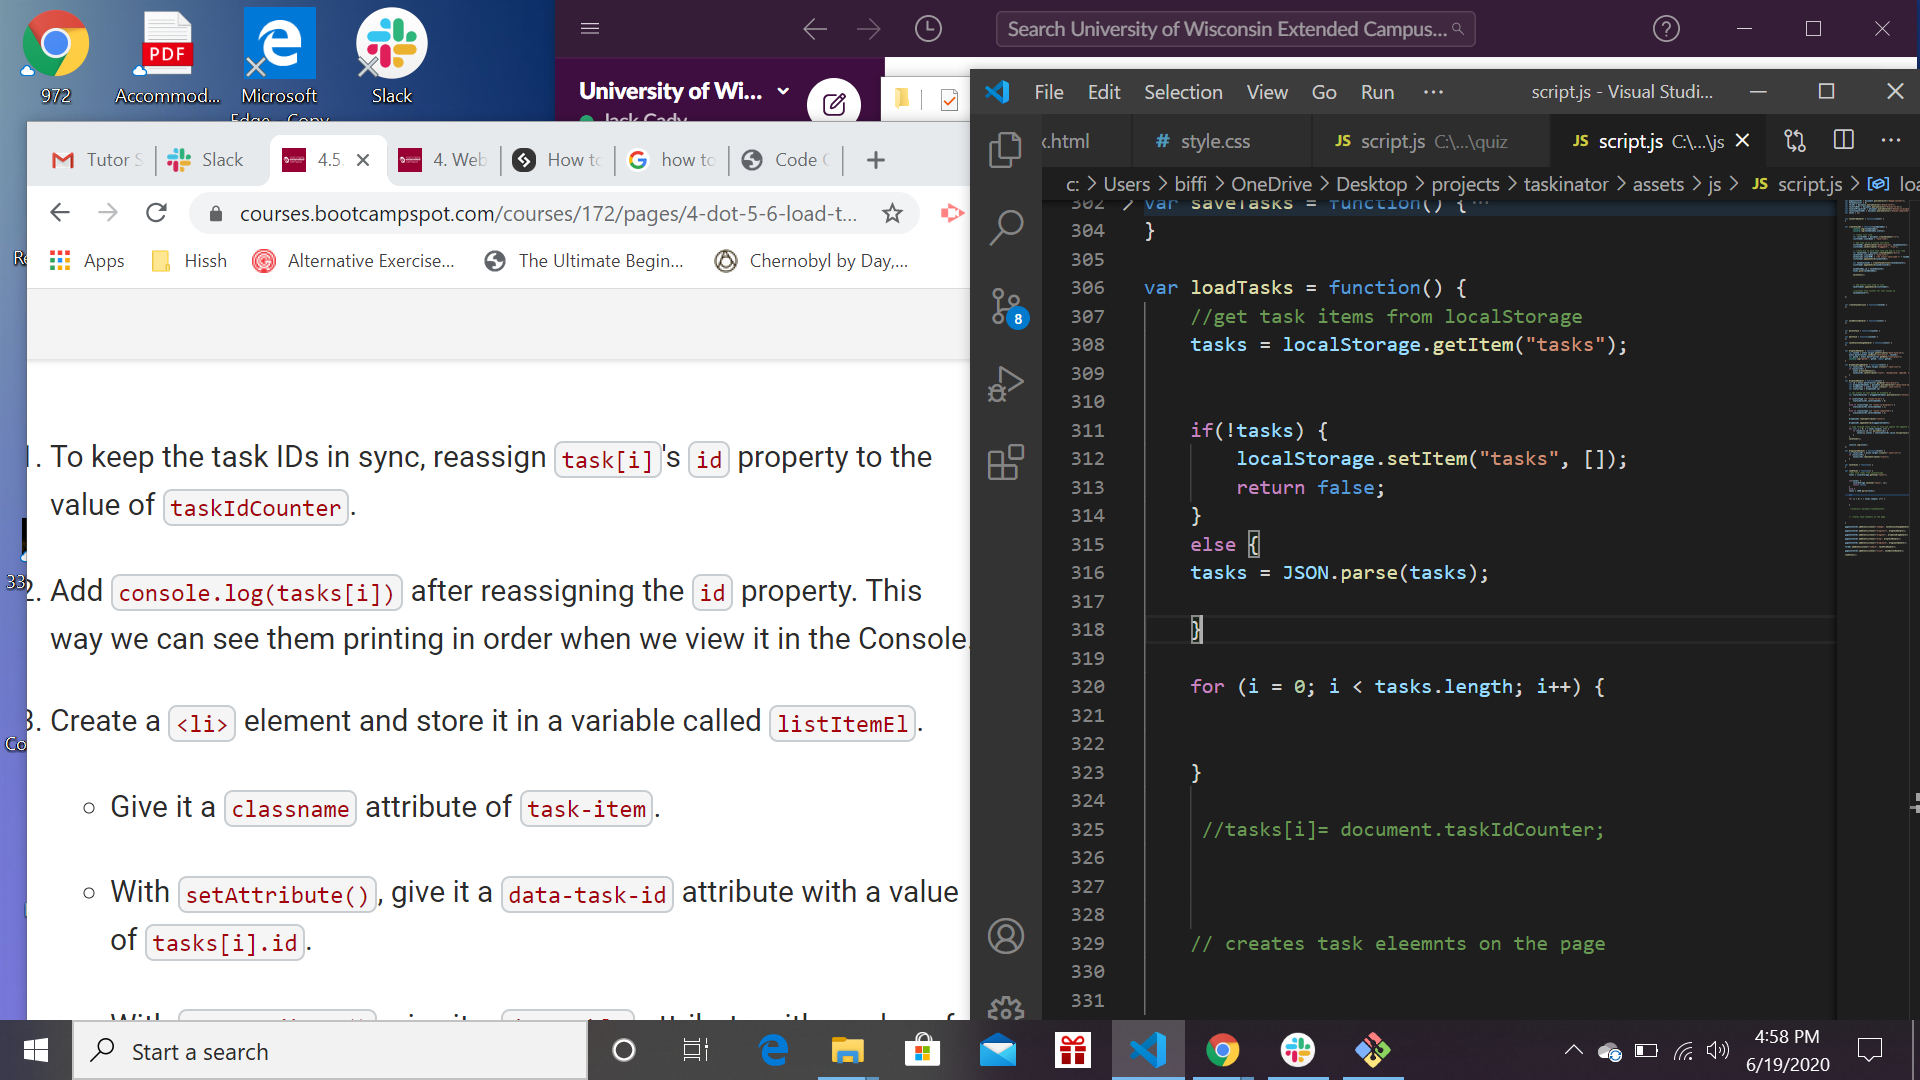 972
PDF
Accommod...
Microsoft
Edge - Copy
Slack
Search University of Wisconsin Extended Campus...
University of Wi...
Jack Cady
Tutor S
Slack
4.5.
4. Web
How to
how to
Code
courses.bootcampspot.com/courses/172/pages/4-dot-5-6-load-t...
Apps
Hissh
Alternative Exercise...
The Ultimate Begin...
Chernobyl by Day,...
1. To keep the task IDs in sync, reassign task[i]'s id property to the
value of taskIdCounter.
2. Add console.log(tasks[i]) after reassigning the id property. This
way we can see them printing in order when we view it in the Console.
3. Create a <li> element and store it in a variable called listItemEl.
Give it a classname attribute of task-item.
With setAttribute(), give it a data-task-id attribute with a value
of tasks[i].id.
File Edit Selection View Go Run ... script.js - Visual Studi...
x.html
# style.css
JS script.js C:\...\quiz
JS script.js C:\...\js
c: > Users > biffi > OneDrive > Desktop > projects > taskinator > assets > js > JS script.js > loa
302 var saveTasks = function() { ...
304 }
305
306 var loadTasks = function() {
307 //get task items from localStorage
308 tasks = localStorage.getItem("tasks");
309
310
311 if(!tasks) {
312 localStorage.setItem("tasks", []);
313 return false;
314 }
315 else {
316 tasks = JSON.parse(tasks);
317
318 }
319
320 for (i = 0; i < tasks.length; i++) {
321
322
323 }
324
325 //tasks[i]= document.taskIdCounter;
326
327
328
329 // creates task eleemnts on the page
330
331
8
Start a search
4:58 PM
6/19/2020